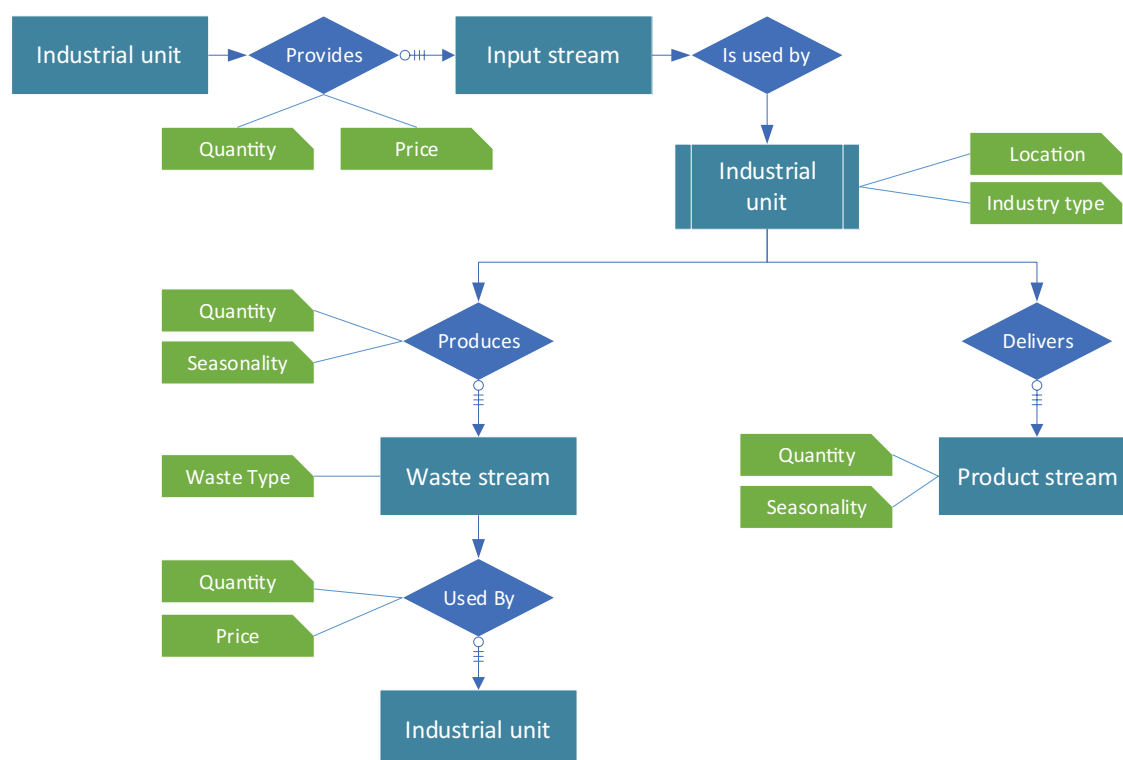 Industrial unit
Provides
Input stream
Is used by
Quantity
Price
Industrial
unit
Location
Industry type
Quantity
Seasonality
Produces
Delivers
Waste Type
Waste stream
Quantity
Seasonality
Product stream
Quantity
Price
Used By
Industrial unit